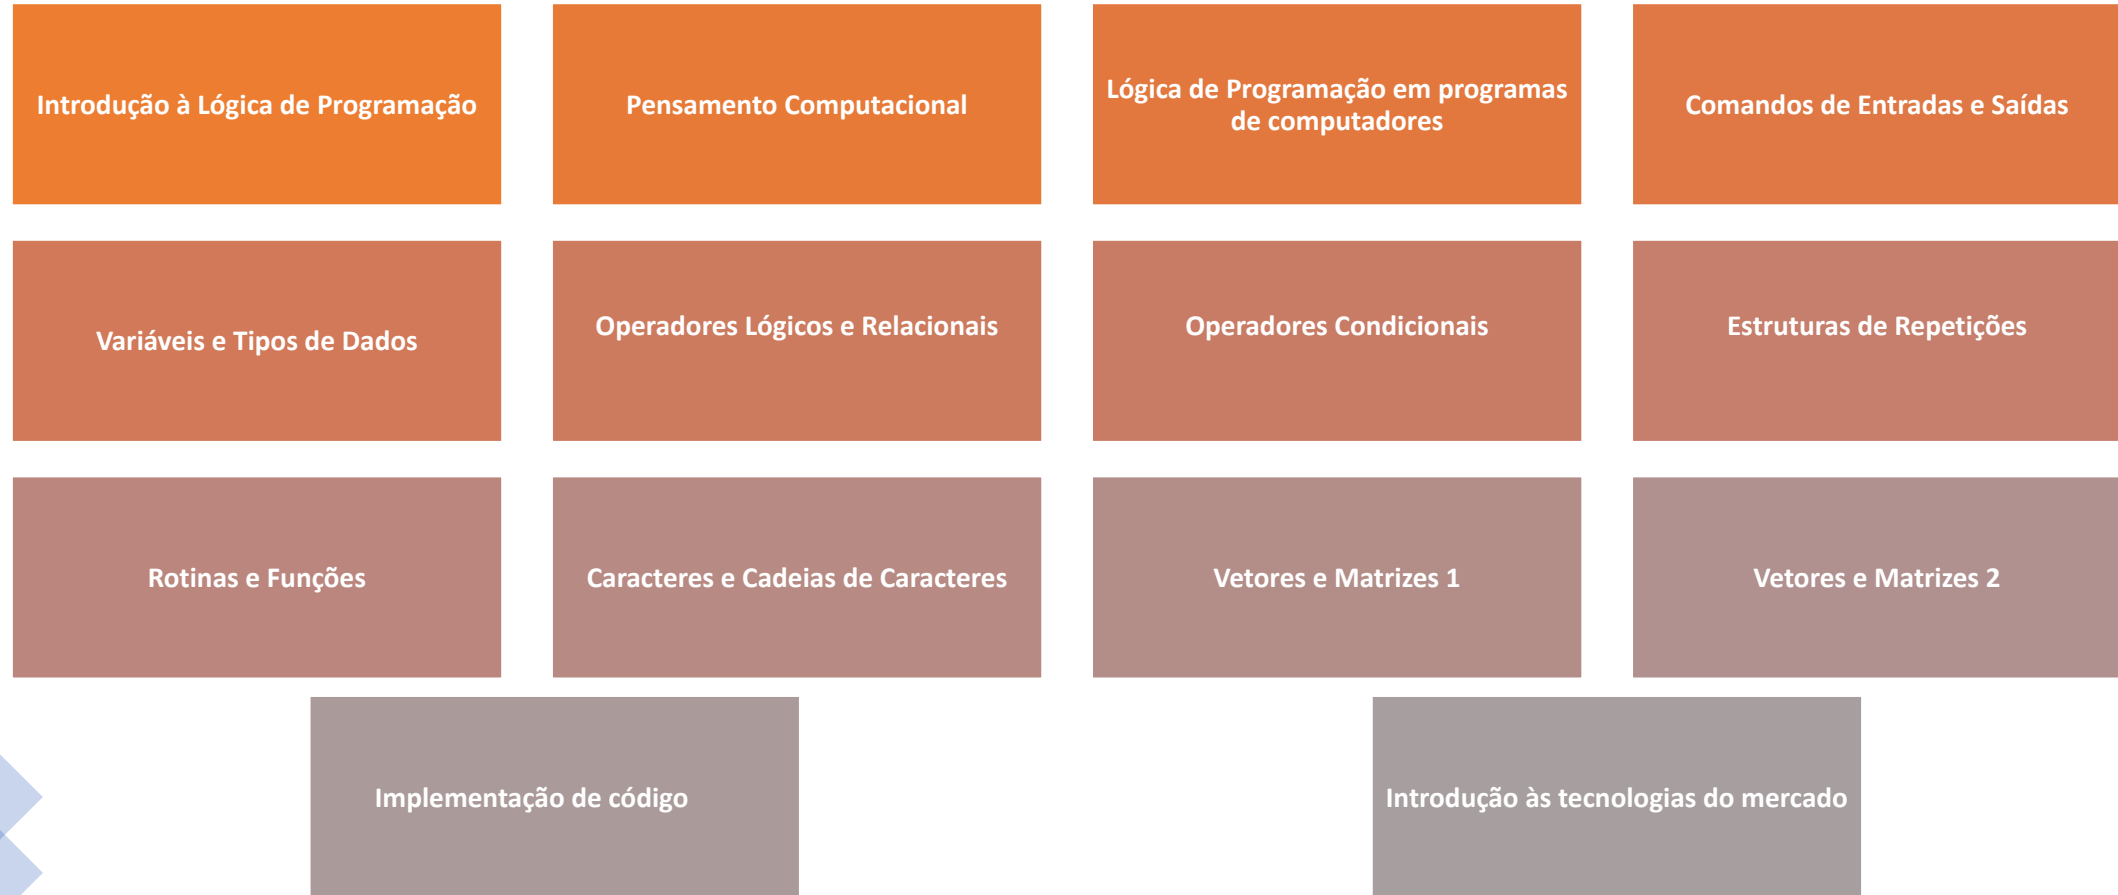 Introdução à Lógica de Programação
Pensamento Computacional
Lógica de Programação em programas
de computadores
Comandos de Entradas e Saídas
Variáveis e Tipos de Dados
Operadores Lógicos e Relacionais
Operadores Condicionais
Estruturas de Repetições
Rotinas e Funções
Caracteres e Cadeias de Caracteres
Vetores e Matrizes 1
Vetores e Matrizes 2
Implementação de código
Introdução às tecnologias do mercado